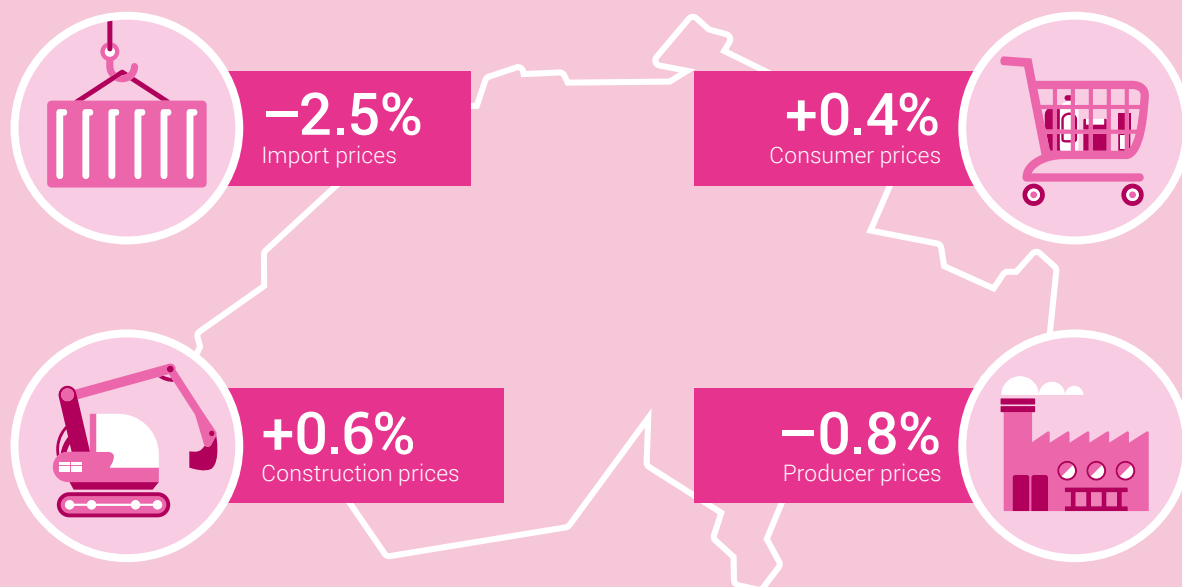 –2.5%
Import prices
+0.4%
Consumer prices
+0.6%
Construction prices
–0.8%
Producer prices